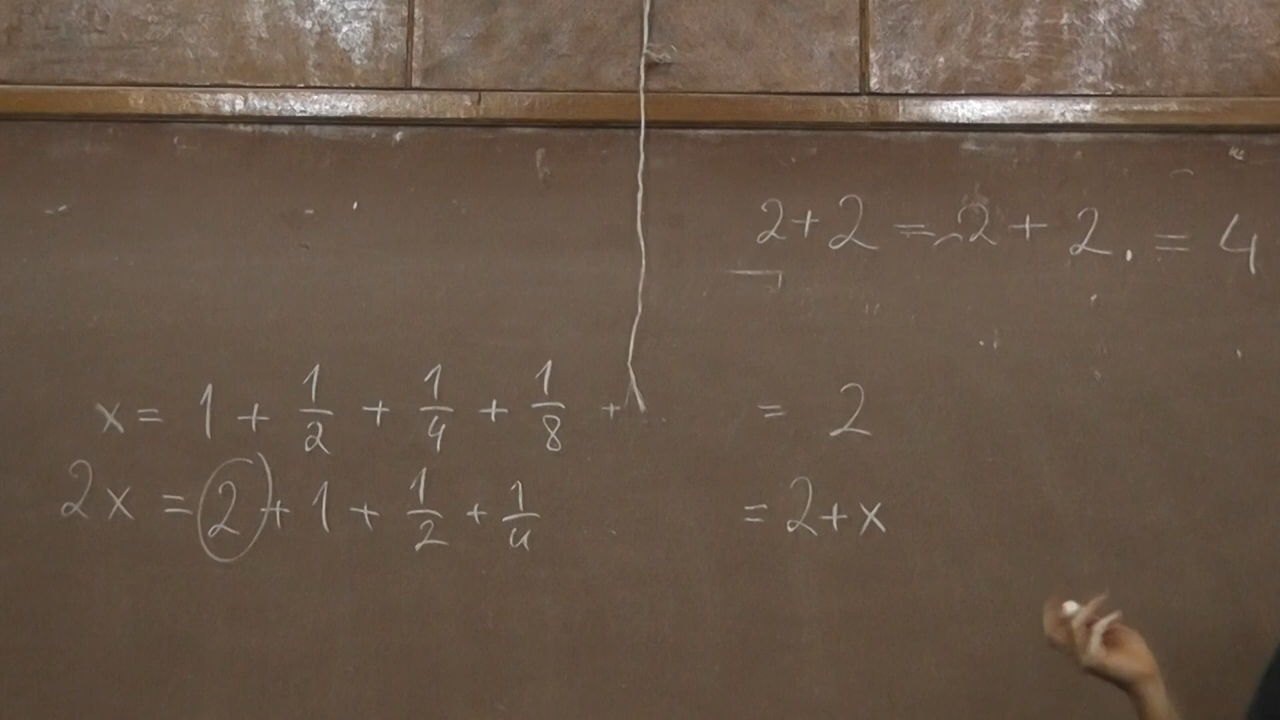 2+2 = 2 + 2. = 4
x = 1 + 1/2 + 1/4 + 1/8 + ... = 2
2x = 2 + 1 + 1/2 + 1/4 = 2+x